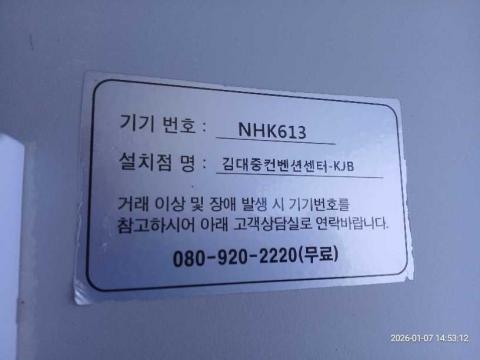 기기 번호 : NHK613
설치점 명 : 김대중컨벤션센터-KJB
거래 이상 및 장애 발생 시 기기번호를
참고하시어 아래 고객상담실로 연락바랍니다.
080-920-2220(무료)
2026-01-07 14:53:12